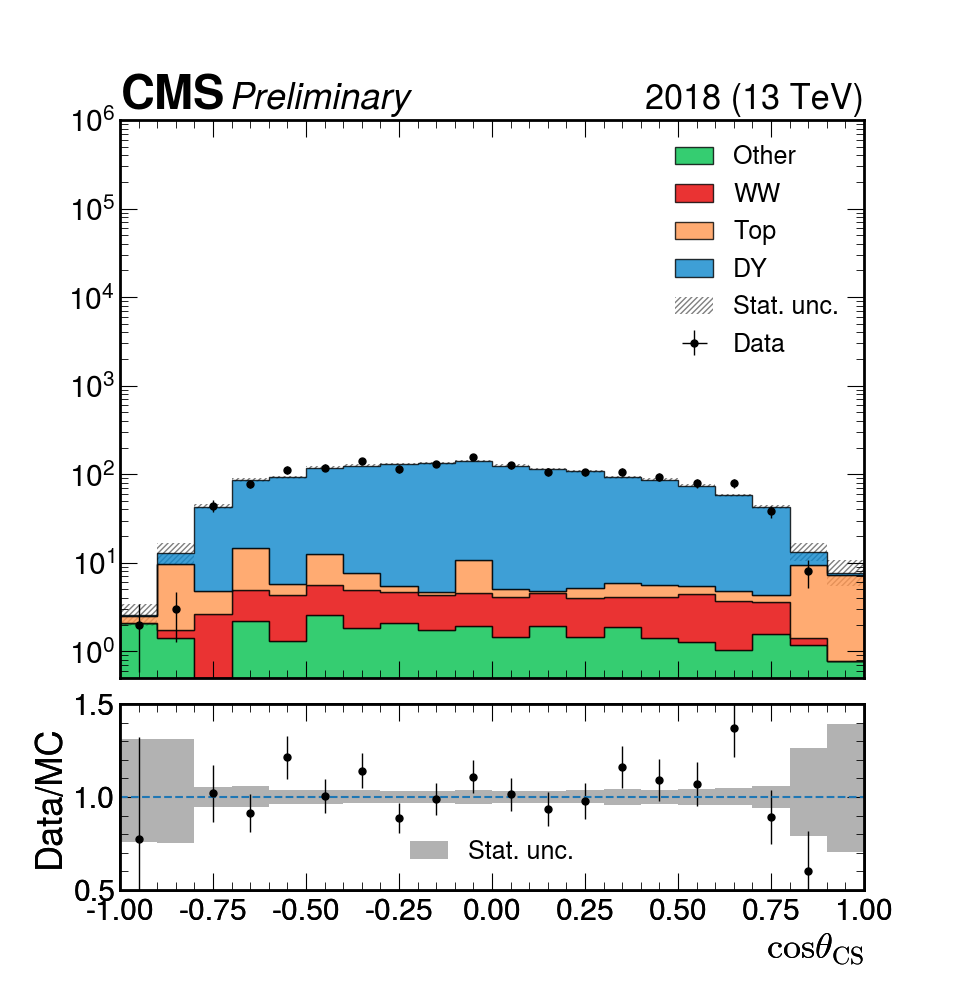 CMS Preliminary 2018 (13 TeV)
10^6
10^5
10^4
10^3
10^2
10^1
10^0
Other
WW
Top
DY
Stat. unc.
Data
Data/MC
1.5
1.0
0.5
Stat. unc.
-1.00 -0.75 -0.50 -0.25 0.00 0.25 0.50 0.75 1.00
cosθ_CS